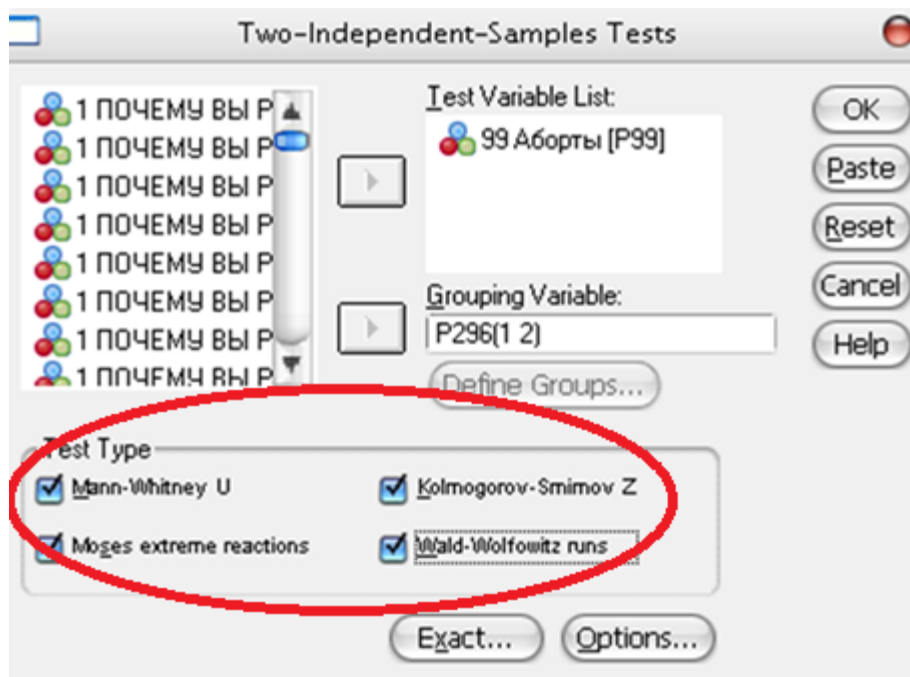 Two-Independent-Samples Tests
1 ПОЧЕМУ ВЫ Р
1 ПОЧЕМУ ВЫ Р
1 ПОЧЕМУ ВЫ Р
1 ПОЧЕМУ ВЫ Р
1 ПОЧЕМУ ВЫ Р
1 ПОЧЕМУ ВЫ Р
1 ПОЧЕМУ ВЫ Р
1 ПОЧЕМУ ВЫ Р
Test Variable List:
99 Аборты [P99]
Grouping Variable:
P296(1 2)
Define Groups...
OK
Paste
Reset
Cancel
Help
Test Type
Mann-Whitney U
Kolmogorov-Smirnov Z
Moses extreme reactions
Wald-Wolfowitz runs
Exact...
Options...